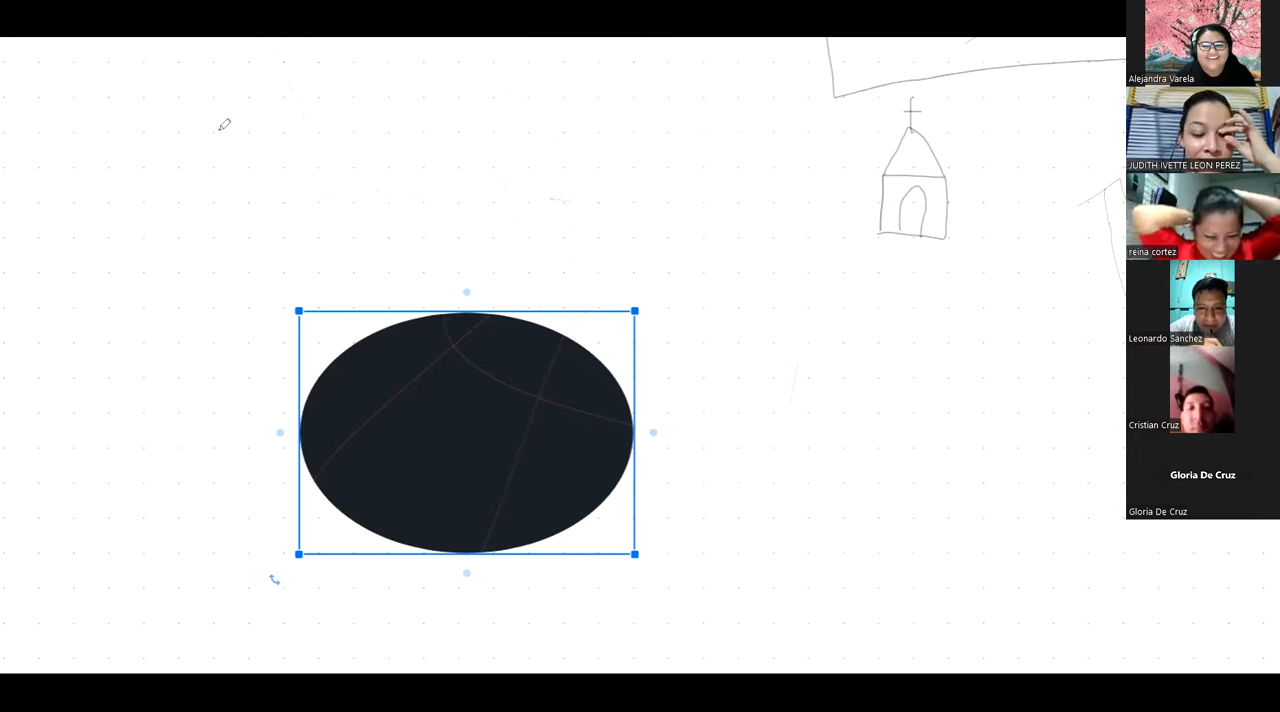 Alejandra Varela
JUDITH IVETTE LEON PEREZ
reina cortez
Leonardo Sanchez
Cristian Cruz
Gloria De Cruz
Gloria De Cruz